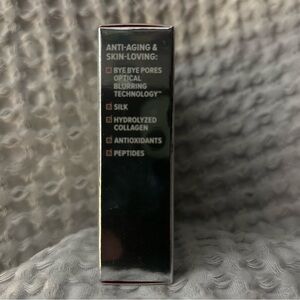 ANTI-AGING &
SKIN-LOVING:
BYE BYE PORES
OPTICAL
BLURRING
TECHNOLOGY™
SILK
HYDROLYZED
COLLAGEN
ANTIOXIDANTS
PEPTIDES